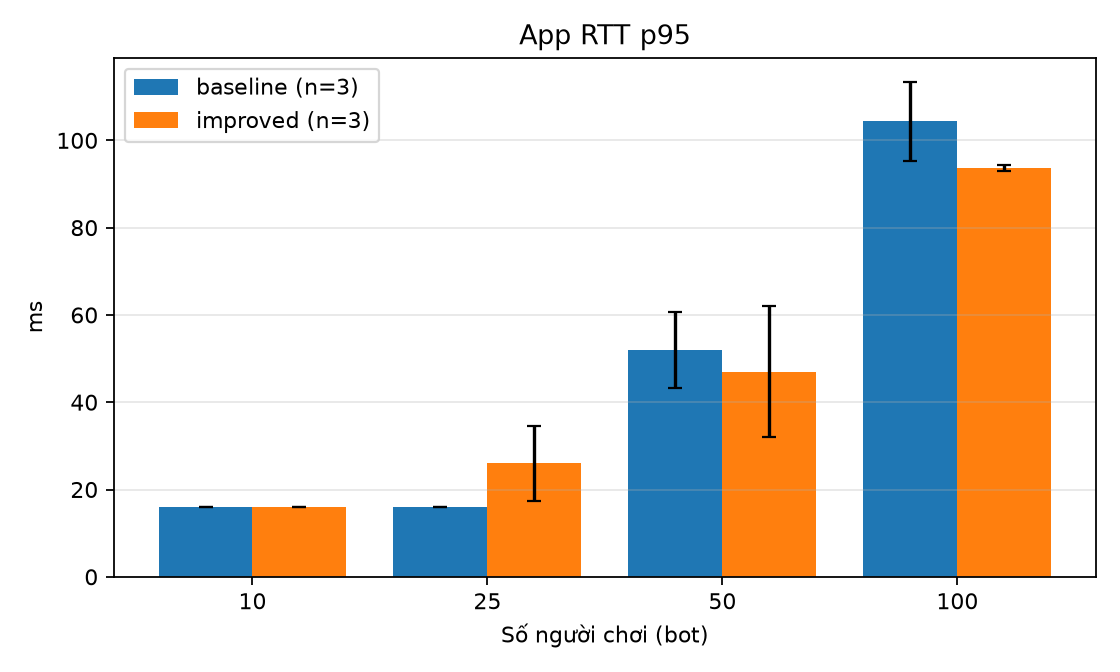 App RTT p95
baseline (n=3)
improved (n=3)
ms
100
80
60
40
20
0
10
25
50
100
Số người chơi (bot)